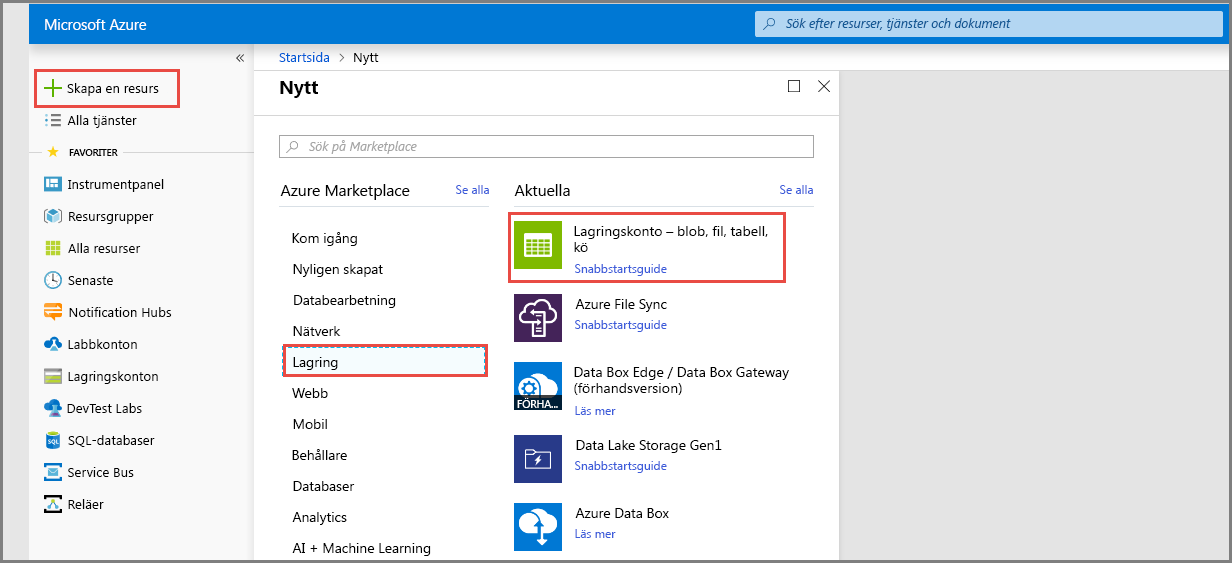 Microsoft Azure
Sök efter resurser, tjänster och dokument
«
Skapa en resurs
Alla tjänster
FAVORITER
Instrumentpanel
Resursgrupper
Alla resurser
Senaste
Notification Hubs
Labbkonton
Lagringskonton
DevTest Labs
SQL-databaser
Service Bus
Reläer
Startsida > Nytt
Nytt
Sök på Marketplace
Azure Marketplace Se alla
Kom igång
Nyligen skapat
Databearbetning
Nätverk
Lagring
Webb
Mobil
Behållare
Databaser
Analytics
AI + Machine Learning
Aktuella Se alla
Lagringskonto – blob, fil, tabell,
kö
Snabbstartsguide
Azure File Sync
Snabbstartsguide
Data Box Edge / Data Box Gateway
(förhandsversion)
FÖRHA...
Läs mer
Data Lake Storage Gen1
Snabbstartsguide
Azure Data Box
Läs mer